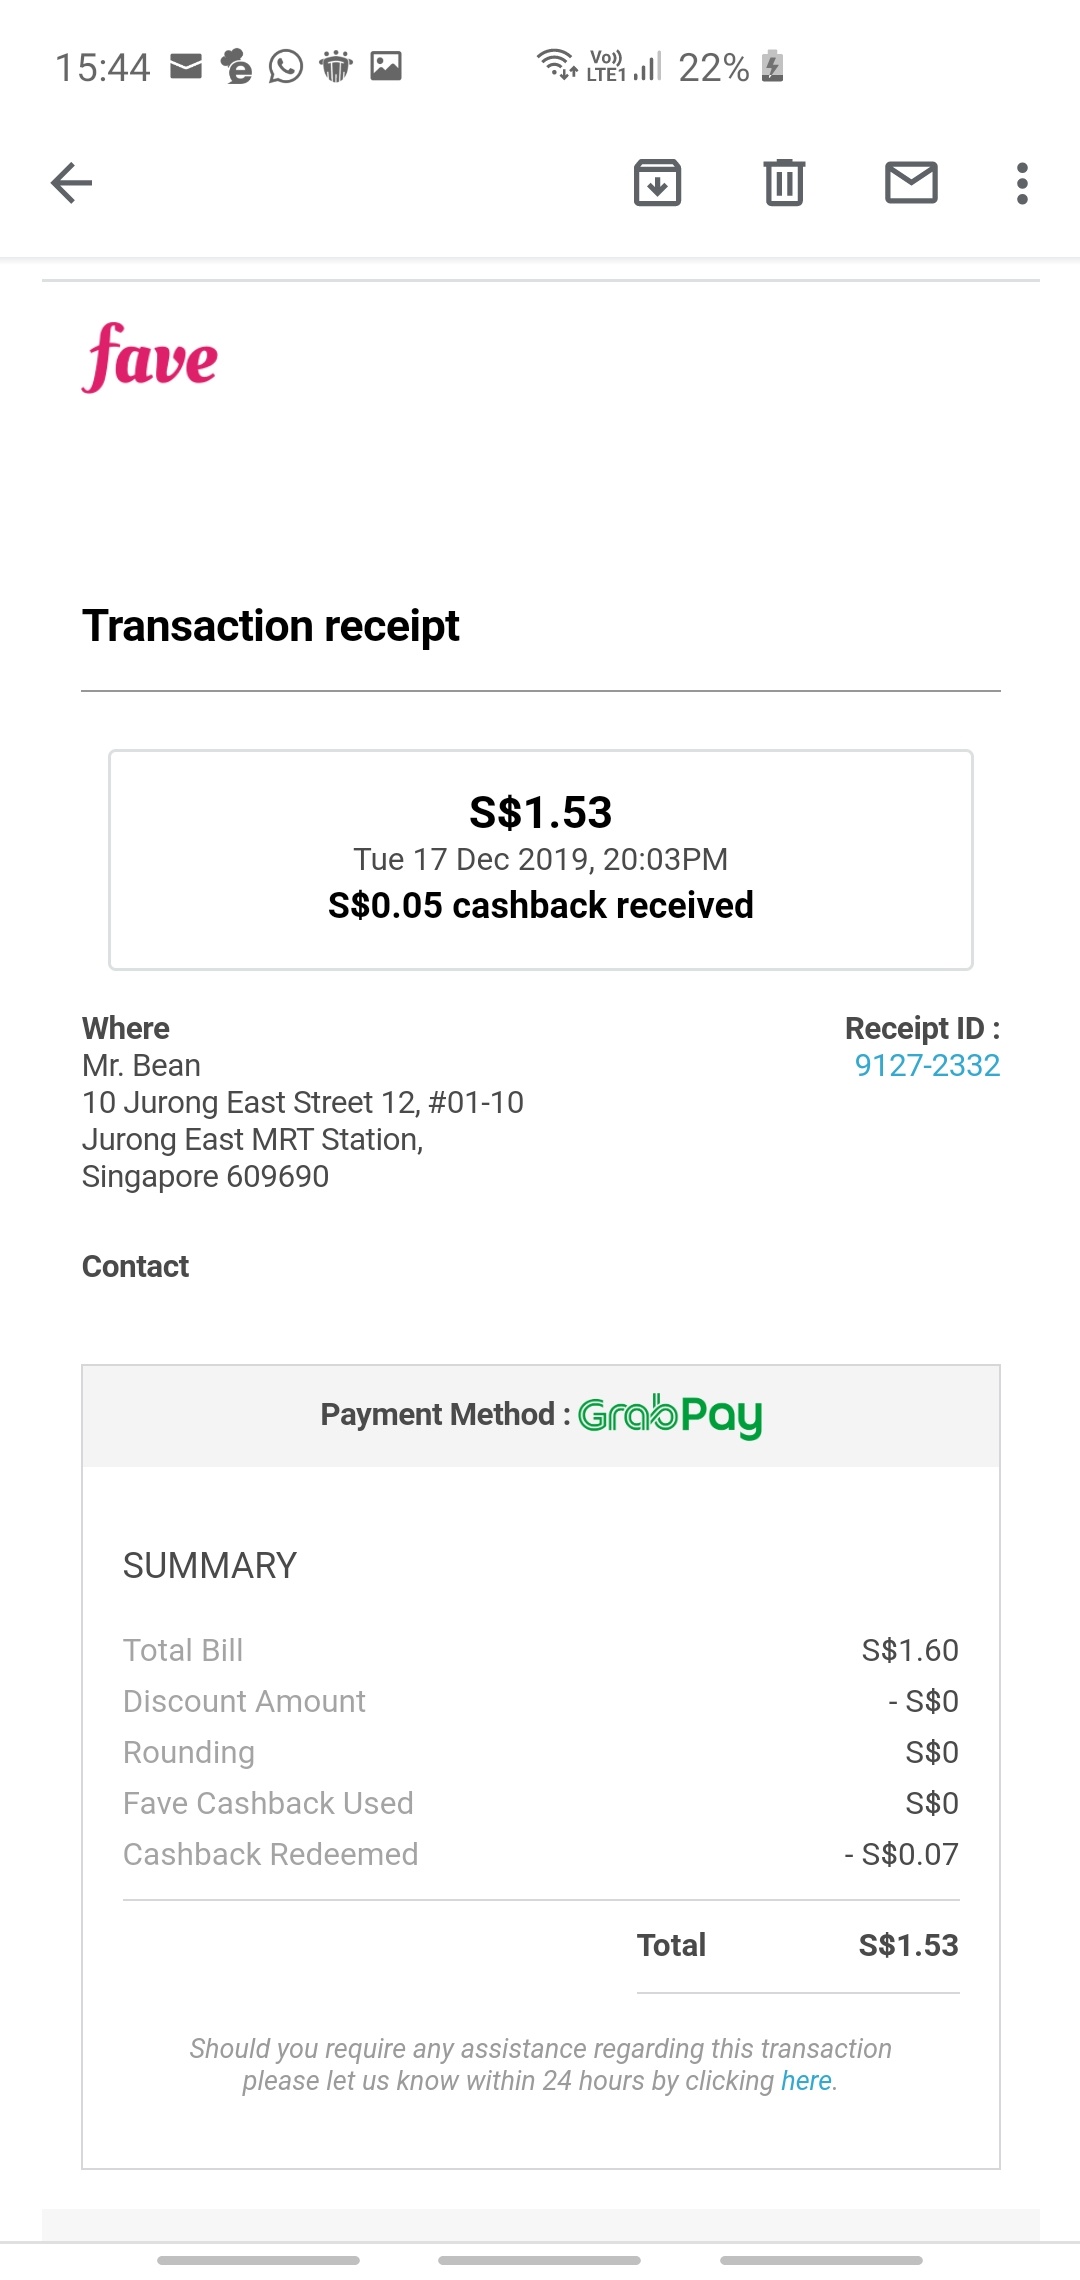 15:44 Vo)) LTE1 22%
fave
Transaction receipt
S$1.53
Tue 17 Dec 2019, 20:03PM
S$0.05 cashback received
Where Receipt ID :
Mr. Bean 9127-2332
10 Jurong East Street 12, #01-10
Jurong East MRT Station,
Singapore 609690
Contact
Payment Method : GrabPay
SUMMARY
Total Bill S$1.60
Discount Amount - S$0
Rounding S$0
Fave Cashback Used S$0
Cashback Redeemed - S$0.07
Total S$1.53
Should you require any assistance regarding this transaction
please let us know within 24 hours by clicking here.